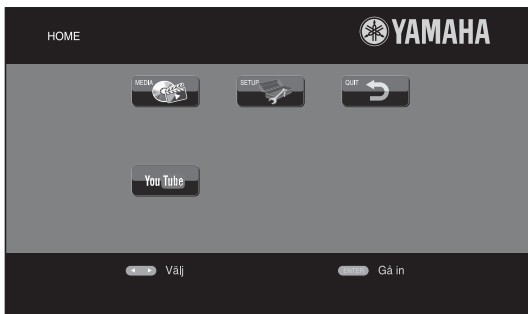 HOME
YAMAHA
MEDIA
SETUP
QUIT
You Tube
Välj
ENTER Gå in